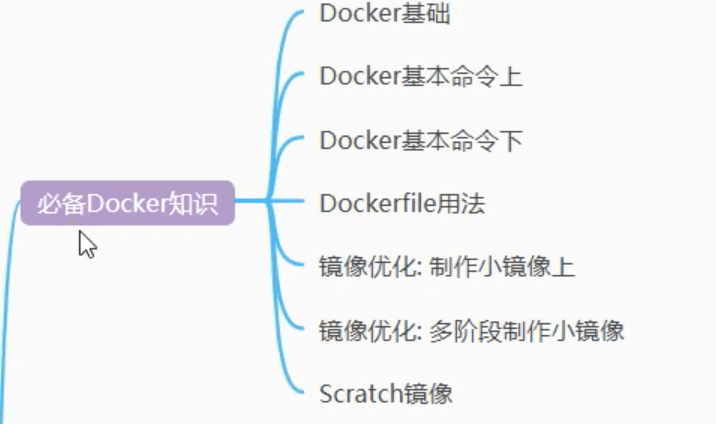 Docker基础
Docker基本命令上
Docker基本命令下
必备Docker知识
Dockerfile用法
镜像优化: 制作小镜像上
镜像优化: 多阶段制作小镜像
Scratch镜像